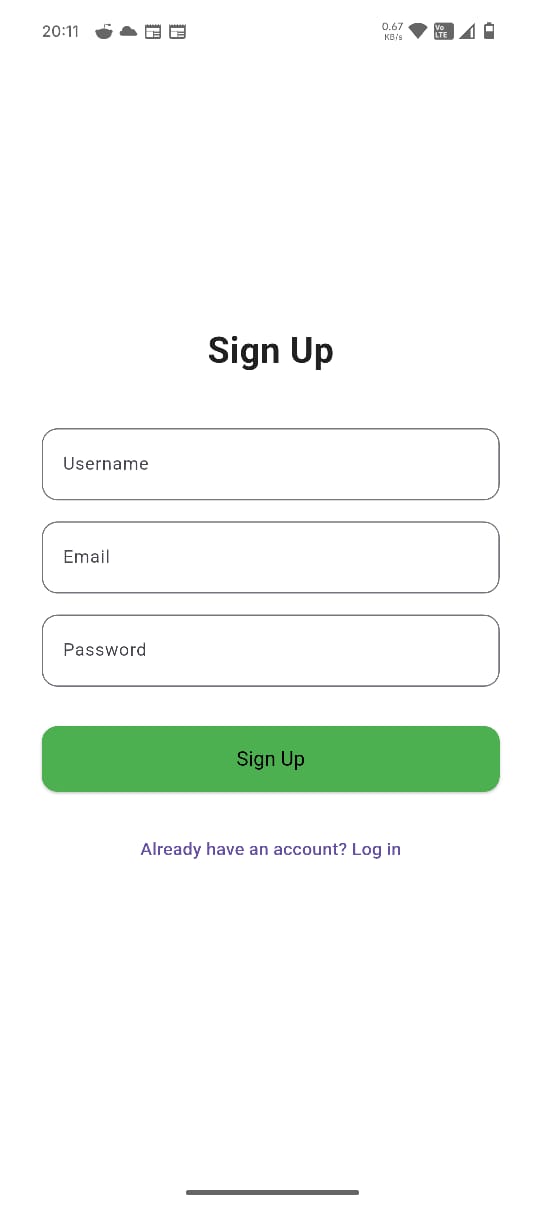 20:11
0.67
KB/s
Vo
LTE
Sign Up
Username
Email
Password
Sign Up
Already have an account? Log in